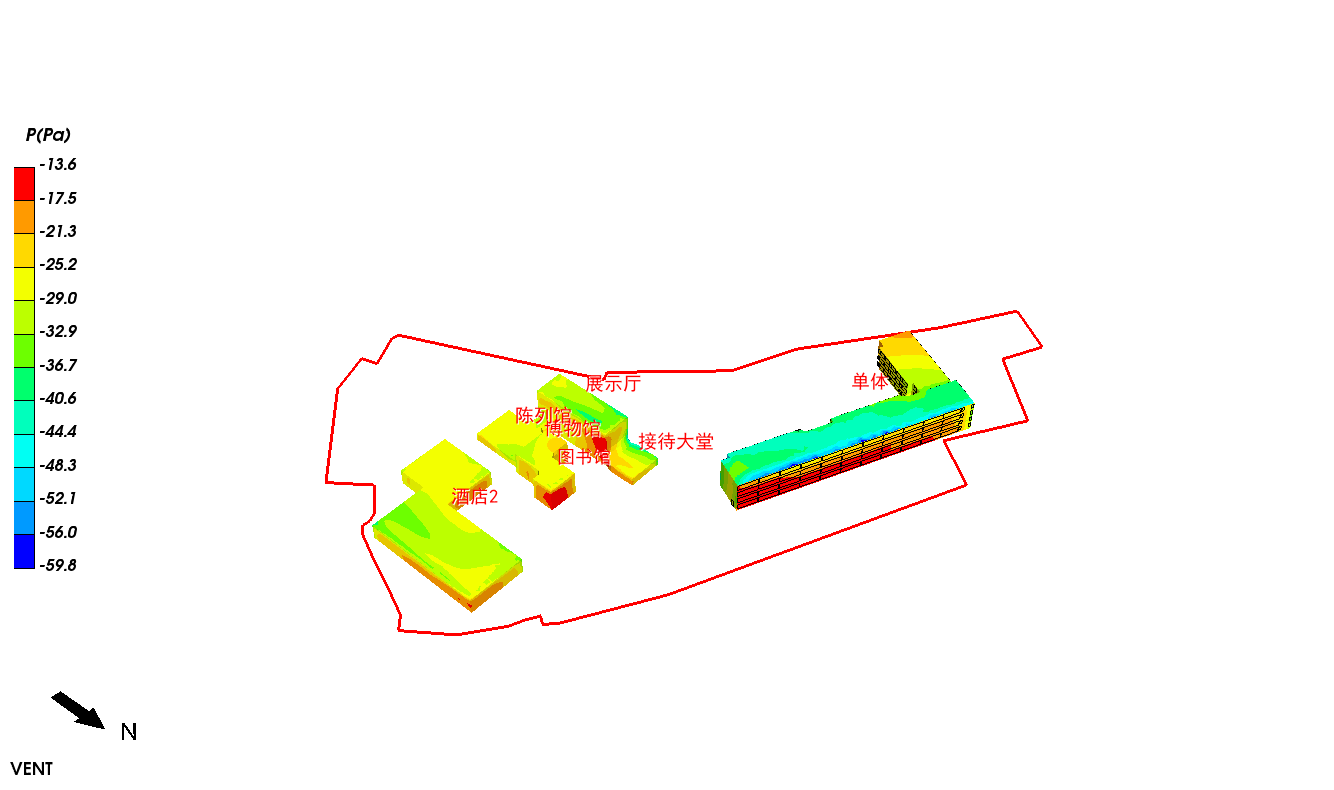 P(Pa)
-13.6
-17.5
-21.3
-25.2
-29.0
-32.9
-36.7
-40.6
-44.4
-48.3
-52.1
-56.0
-59.8
展示厅
单体
陈列馆
博物馆
接待大堂
图书馆
酒店2
N
VENT